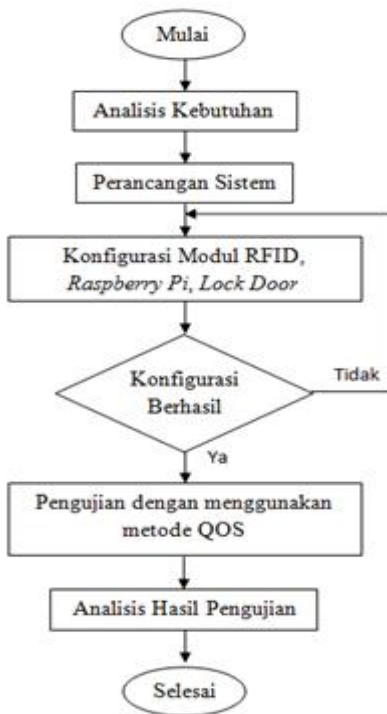 Mulai
Analisis Kebutuhan
Perancangan Sistem
Konfigurasi Modul RFID,
Raspberry Pi, Lock Door
Konfigurasi
Berhasil
Tidak
Ya
Pengujian dengan menggunakan
metode QOS
Analisis Hasil Pengujian
Selesai